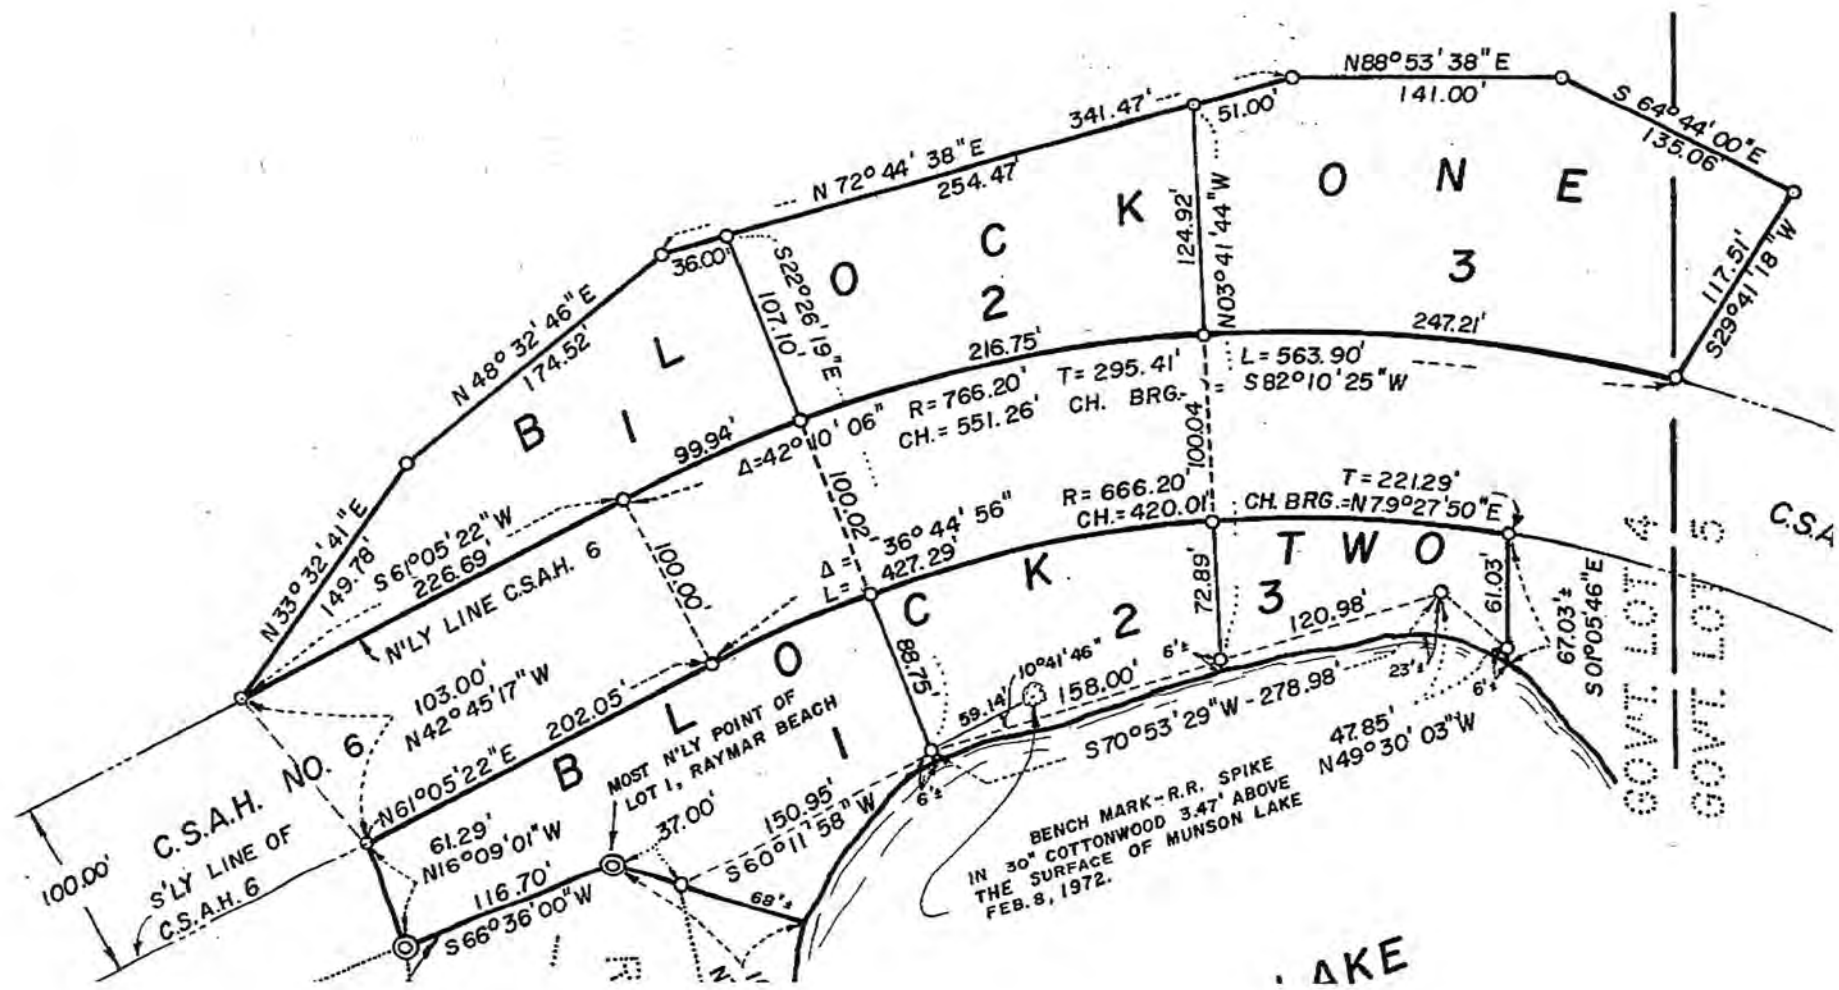 N88°53'38"E
141.00'
S 64°44'00"E
135.06'
341.47'
51.00'
N 72°44'38"E
254.47'
O N E
3
124.92'
N03°41'44"W
117.51'
S29°41'18"W
36.00'
S22°26'19"E
107.10'
B L O C K
2
N 48°32'46"E
174.52'
1
216.75'
247.21'
99.94'
Δ=42°10'06"
R=766.20'
CH.=551.26'
T=295.41'
CH. BRG.=
L=563.90'
S82°10'25"W
N33°32'41"E
149.78'
S61°05'22"W
226.69'
N'LY LINE C.S.A.H. 6
100.00'
100.02'
100.04
Δ= 36°44'56"
L= 427.29'
R=666.20'
CH.=420.01'
T=221.29'
CH. BRG.=N79°27'50"E
C.S.A
GOVT. LOT 4
GOVT. LOT 5
B L O C K T W O
2
3
72.89'
61.03'
67.03'±
S01°05'46"E
120.98'
6'±
23'±
6'±
88.75'
10°41'46"
59.14'
158.00'
S70°53'29"W-278.98'
47.85'
N49°30'03"W
103.00'
N42°45'17"W
202.05'
N61°05'22"E
1
MOST N'LY POINT OF
LOT 1, RAYMAR BEACH
C.S.A.H. NO. 6
S'LY LINE OF
C.S.A.H. 6
100.00'
61.29'
N16°09'01"W
116.70'
S66°36'00"W
37.00'
150.95'
S60°11'58"W
68'±
6'±
BENCH MARK-R.R. SPIKE
IN 30" COTTONWOOD 3.47' ABOVE
THE SURFACE OF MUNSON LAKE
FEB. 8, 1972.
LAKE